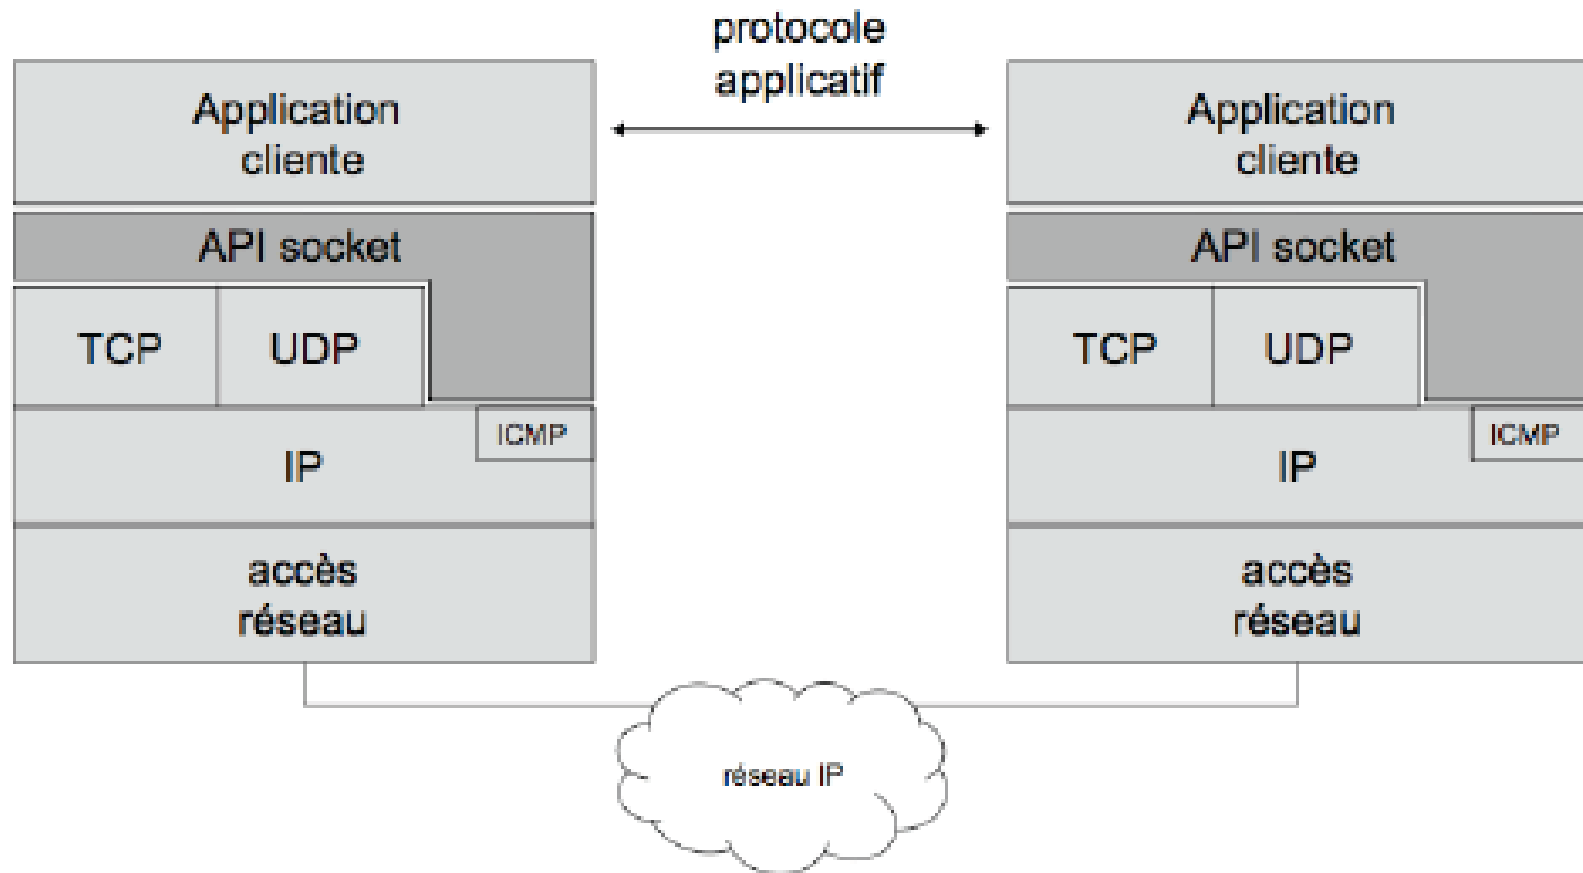 protocole
applicatif
Application
cliente
API socket
TCP
UDP
ICMP
IP
accès
réseau
Application
cliente
API socket
TCP
UDP
ICMP
IP
accès
réseau
réseau IP